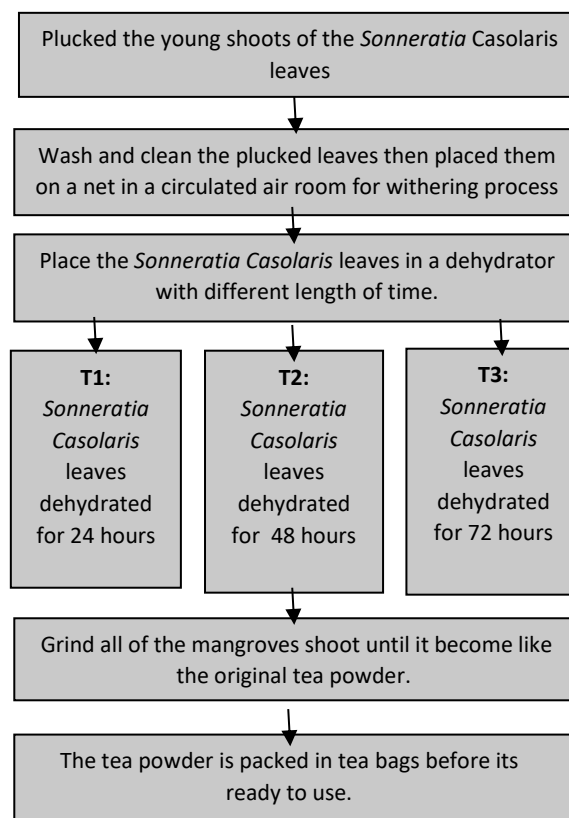 Plucked the young shoots of the Sonneratia Casolaris
leaves
Wash and clean the plucked leaves then placed them
on a net in a circulated air room for withering process
Place the Sonneratia Casolaris leaves in a dehydrator
with different length of time.
T1:
Sonneratia
Casolaris
leaves
dehydrated
for 24 hours
T2:
Sonneratia
Casolaris
leaves
dehydrated
for 48 hours
T3:
Sonneratia
Casolaris
leaves
dehydrated
for 72 hours
Grind all of the mangroves shoot until it become like
the original tea powder.
The tea powder is packed in tea bags before its
ready to use.